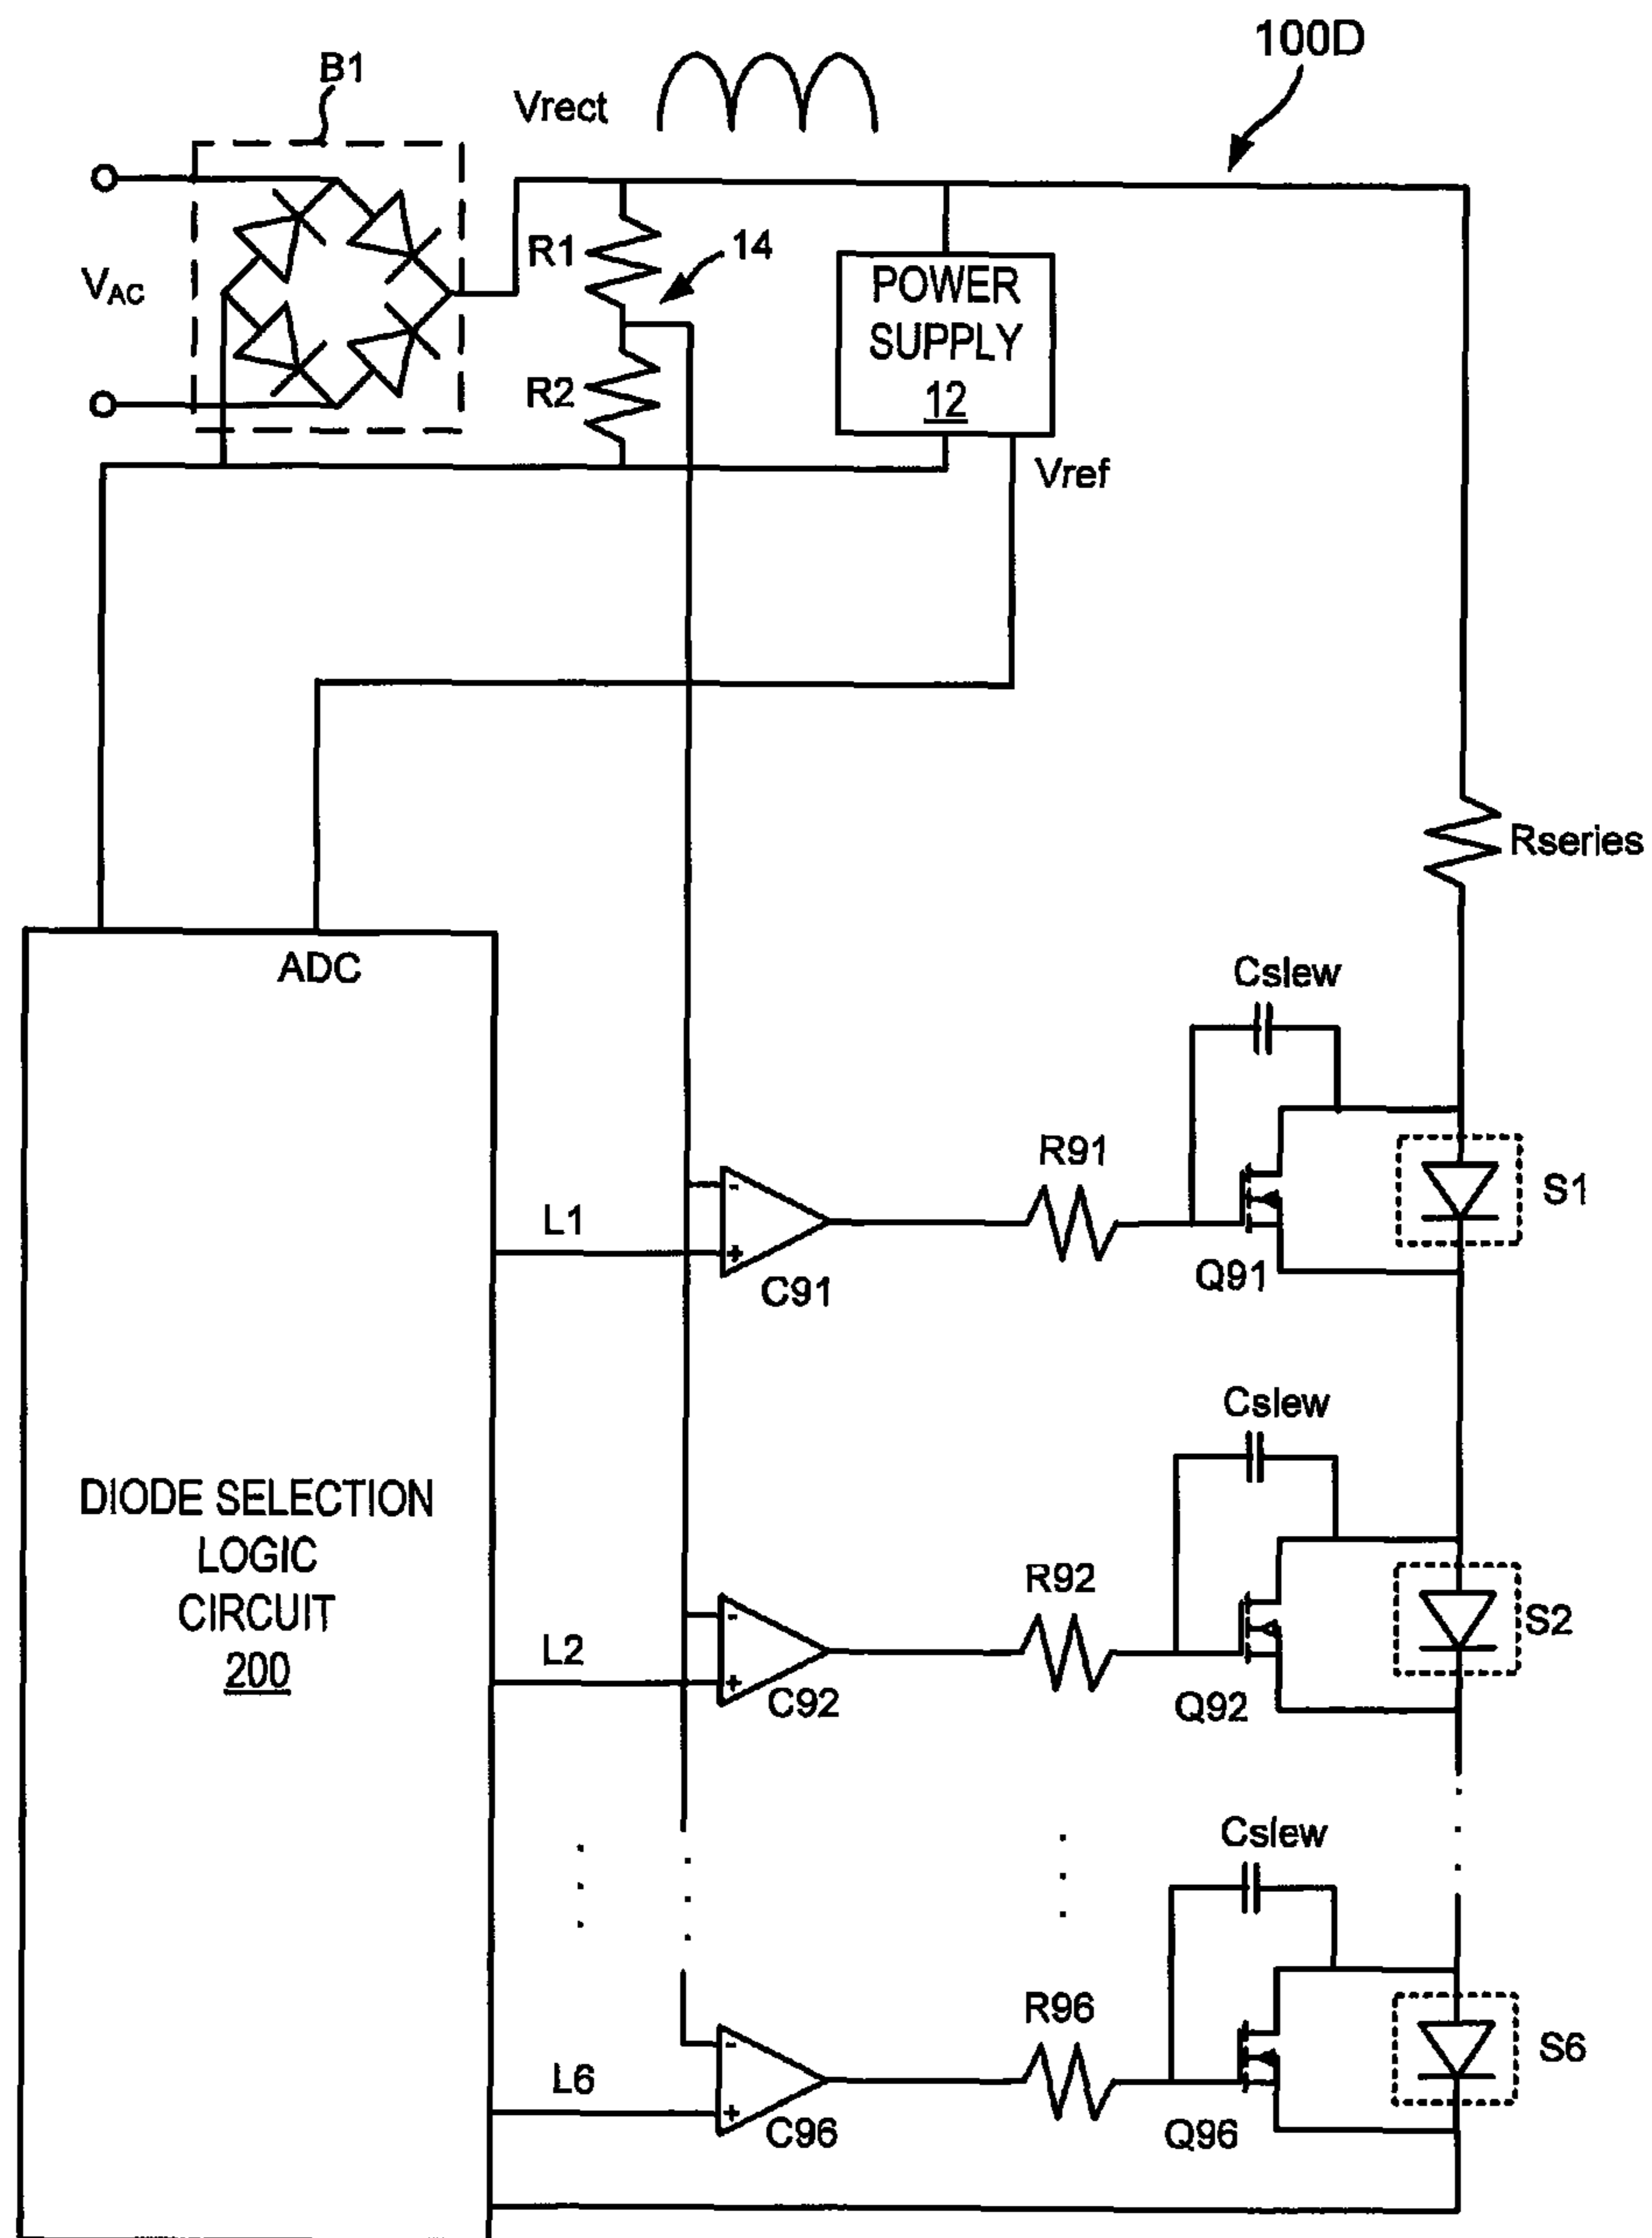 100D
B1
Vrect
R1
14
VAC
POWER
SUPPLY
12
R2
Vref
Rseries
ADC
Cslew
R91
S1
L1
-
+
Q91
C91
Cslew
DIODE SELECTION
LOGIC
CIRCUIT
200
R92
S2
L2
-
+
C92
Q92
Cslew
R96
S6
L6
-
+
C96
Q96